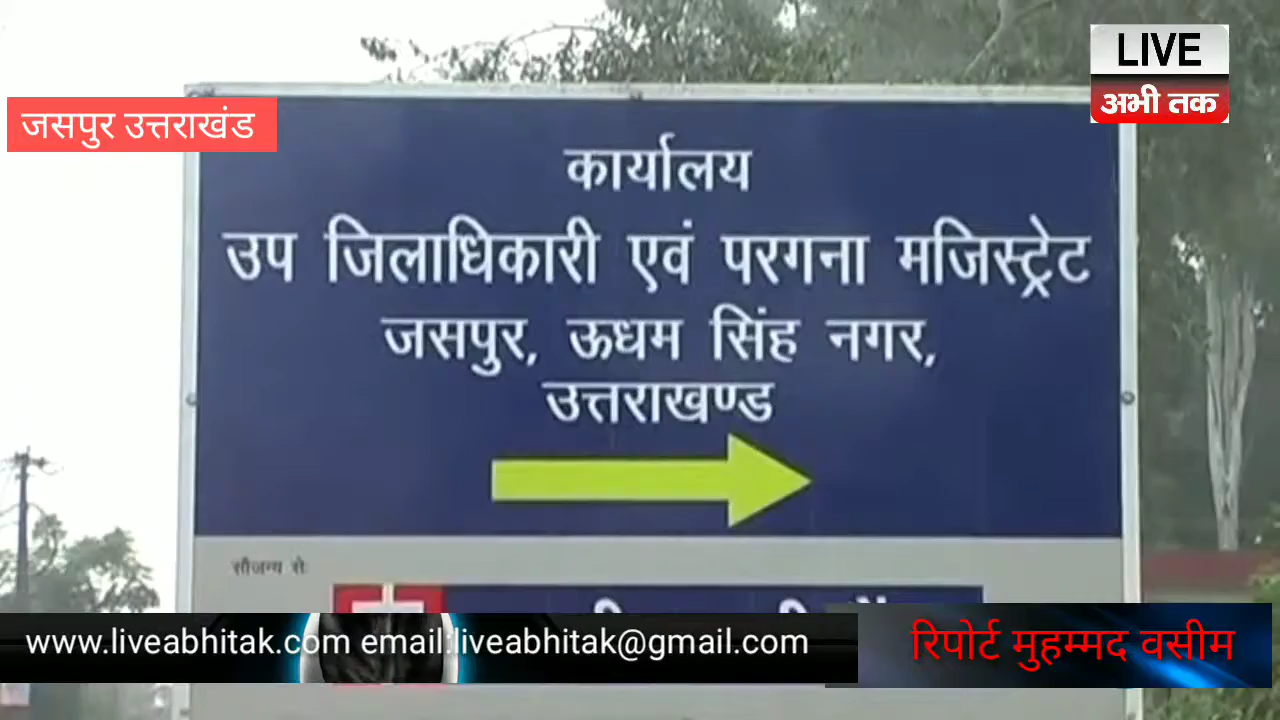 LIVE
अभी तक
जसपुर उत्तराखंड
कार्यालय
उप जिलाधिकारी एवं परगना मजिस्ट्रेट
जसपुर, ऊधम सिंह नगर,
उत्तराखण्ड
सौजन्य से
www.liveabhitak.com email:liveabhitak@gmail.com
रिपोर्ट मुहम्मद वसीम